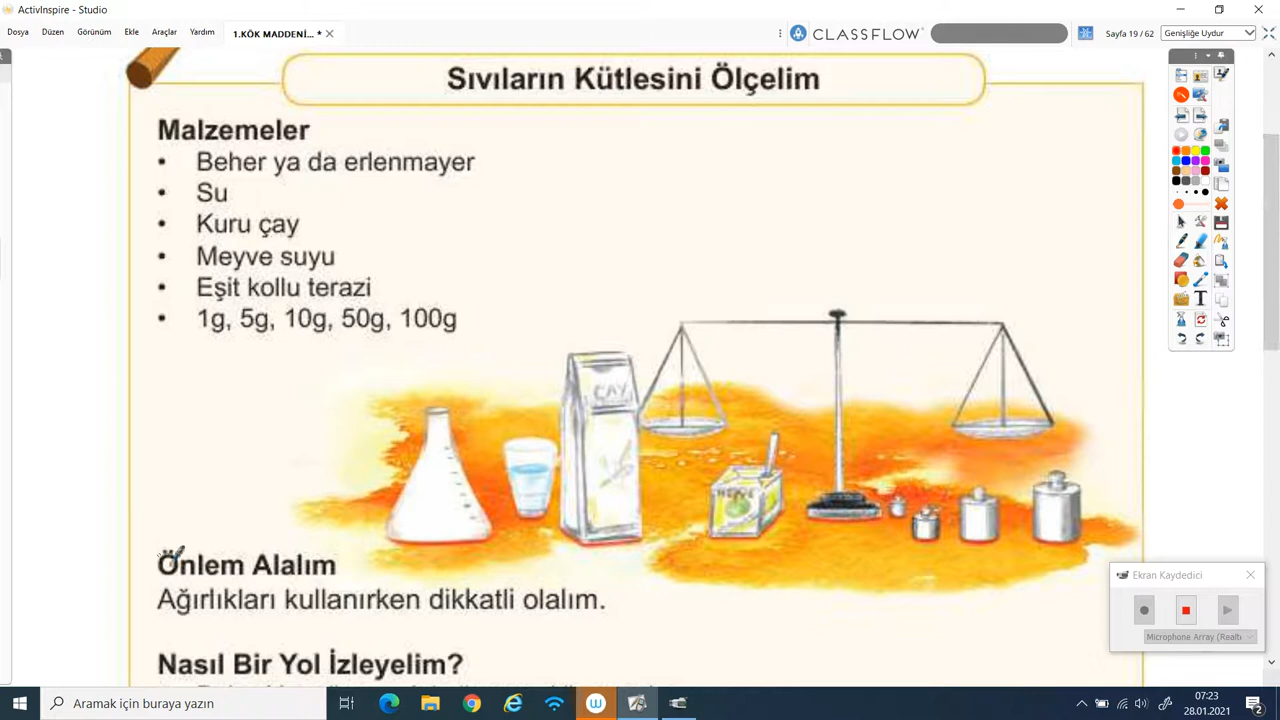 ActivInspire - Studio
Dosya Düzen Görünüm Ekle Araçlar Yardım
1.KÖK MADDENİ... *
CLASSFLOW
Sayfa 19 / 62
Genişliğe Uydur
Sıvıların Kütlesini Ölçelim
Malzemeler
• Beher ya da erlenmayer
• Su
• Kuru çay
• Meyve suyu
• Eşit kollu terazi
• 1g, 5g, 10g, 50g, 100g
ÇAY
MEYVE
Önlem Alalım
Ağırlıkları kullanırken dikkatli olalım.
Nasıl Bir Yol İzleyelim?
Ekran Kaydedici
Microphone Array (Realte
Aramak için buraya yazın
07:23
28.01.2021
2